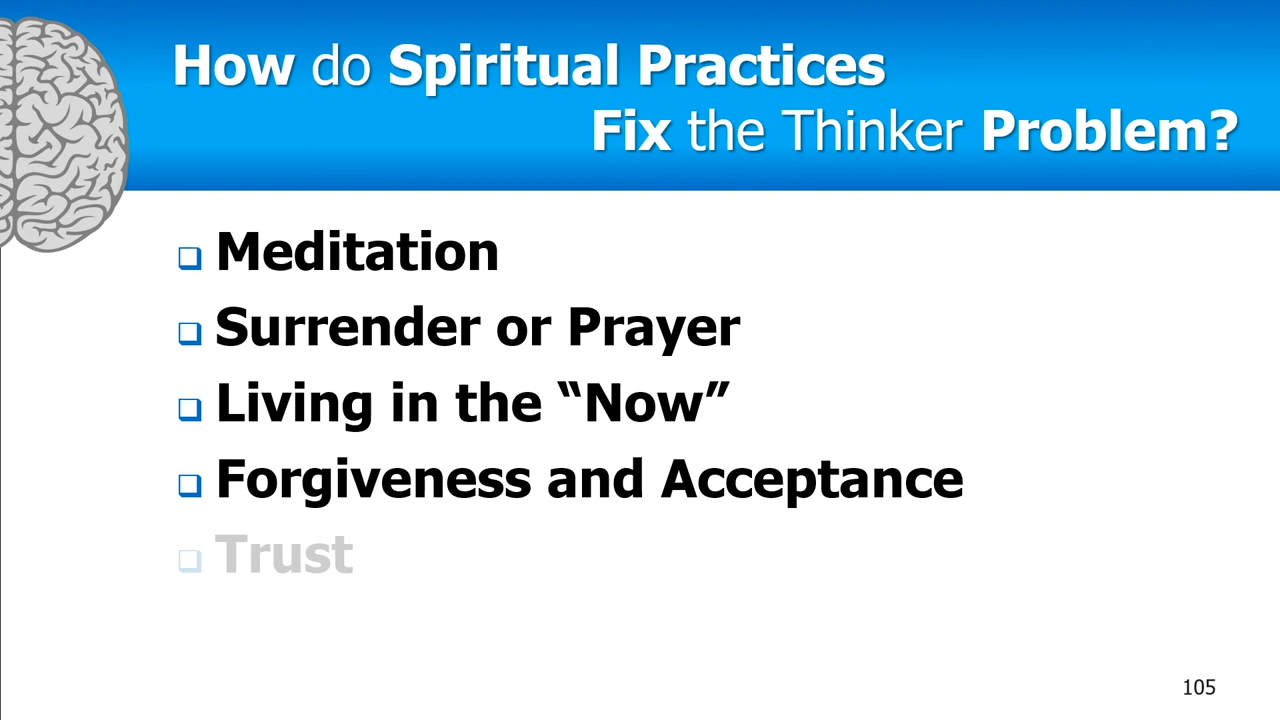 How do Spiritual Practices
Fix the Thinker Problem?
Meditation
Surrender or Prayer
Living in the “Now”
Forgiveness and Acceptance
Trust
105